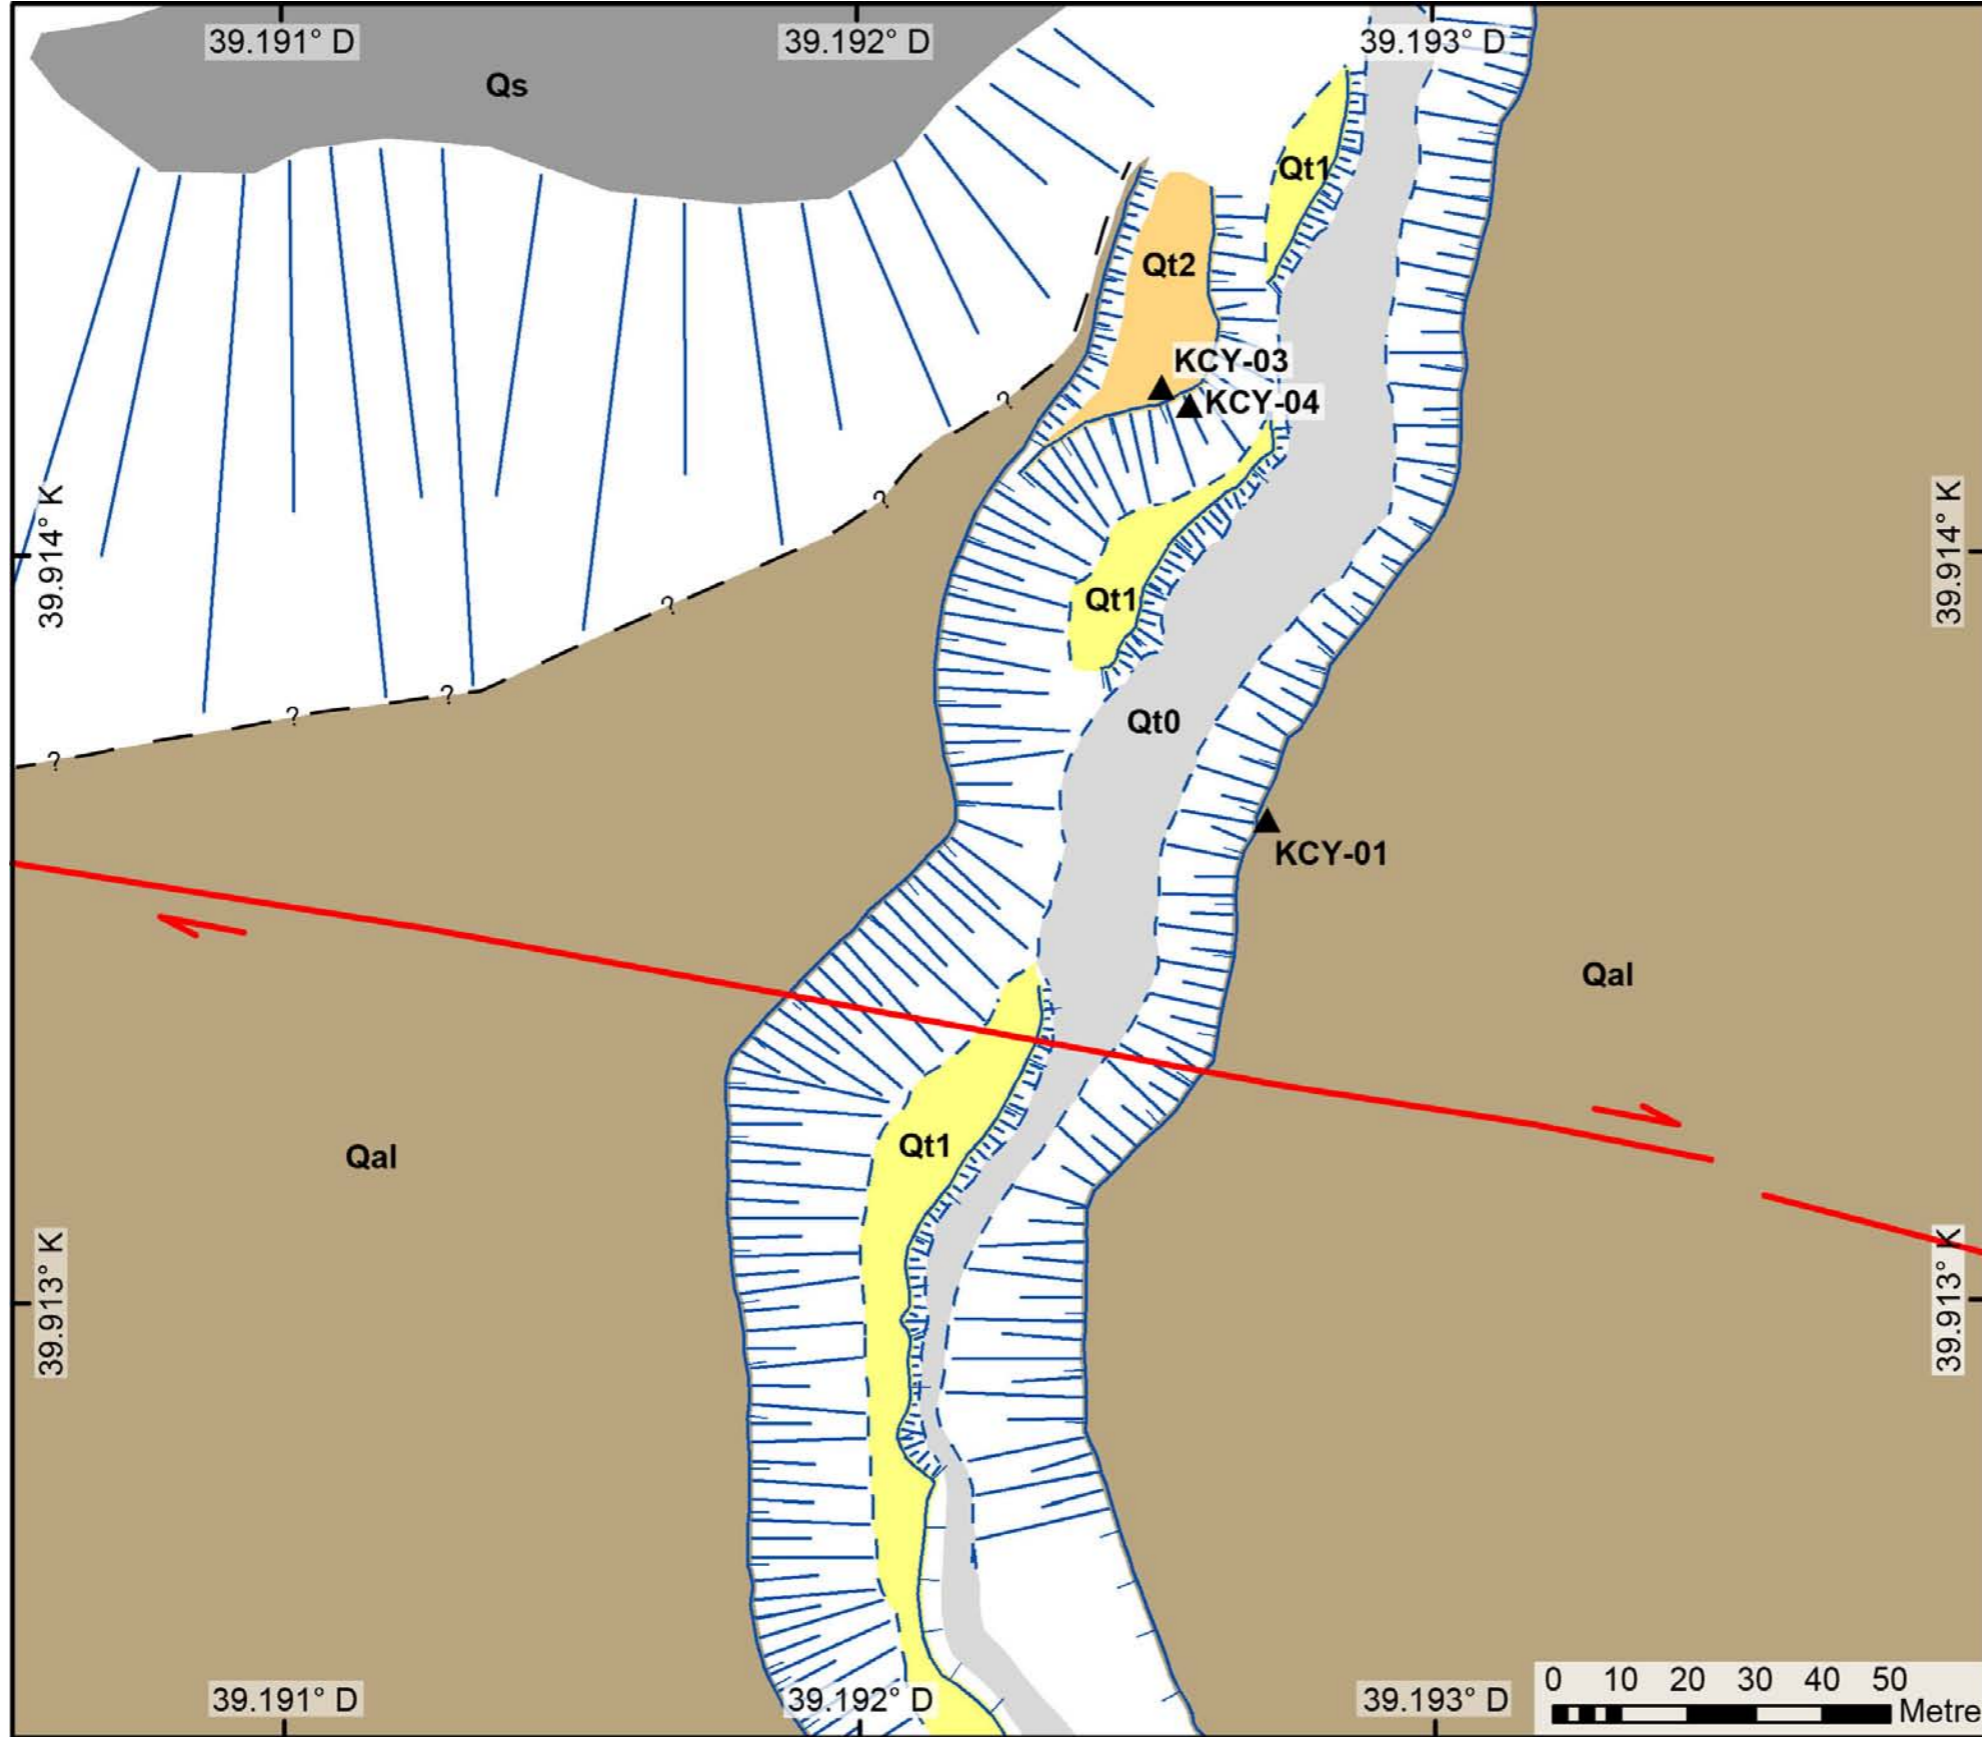 39.191° D
39.192° D
39.193° D
Qs
Qt1
Qt2
KCY-03
KCY-04
39.914° K
39.914° K
?
?
?
?
?
?
Qt1
Qt0
KCY-01
Qal
Qal
Qt1
39.913° K
39.913° K
39.191° D
39.192° D
39.193° D
0 10 20 30 40 50
Metre